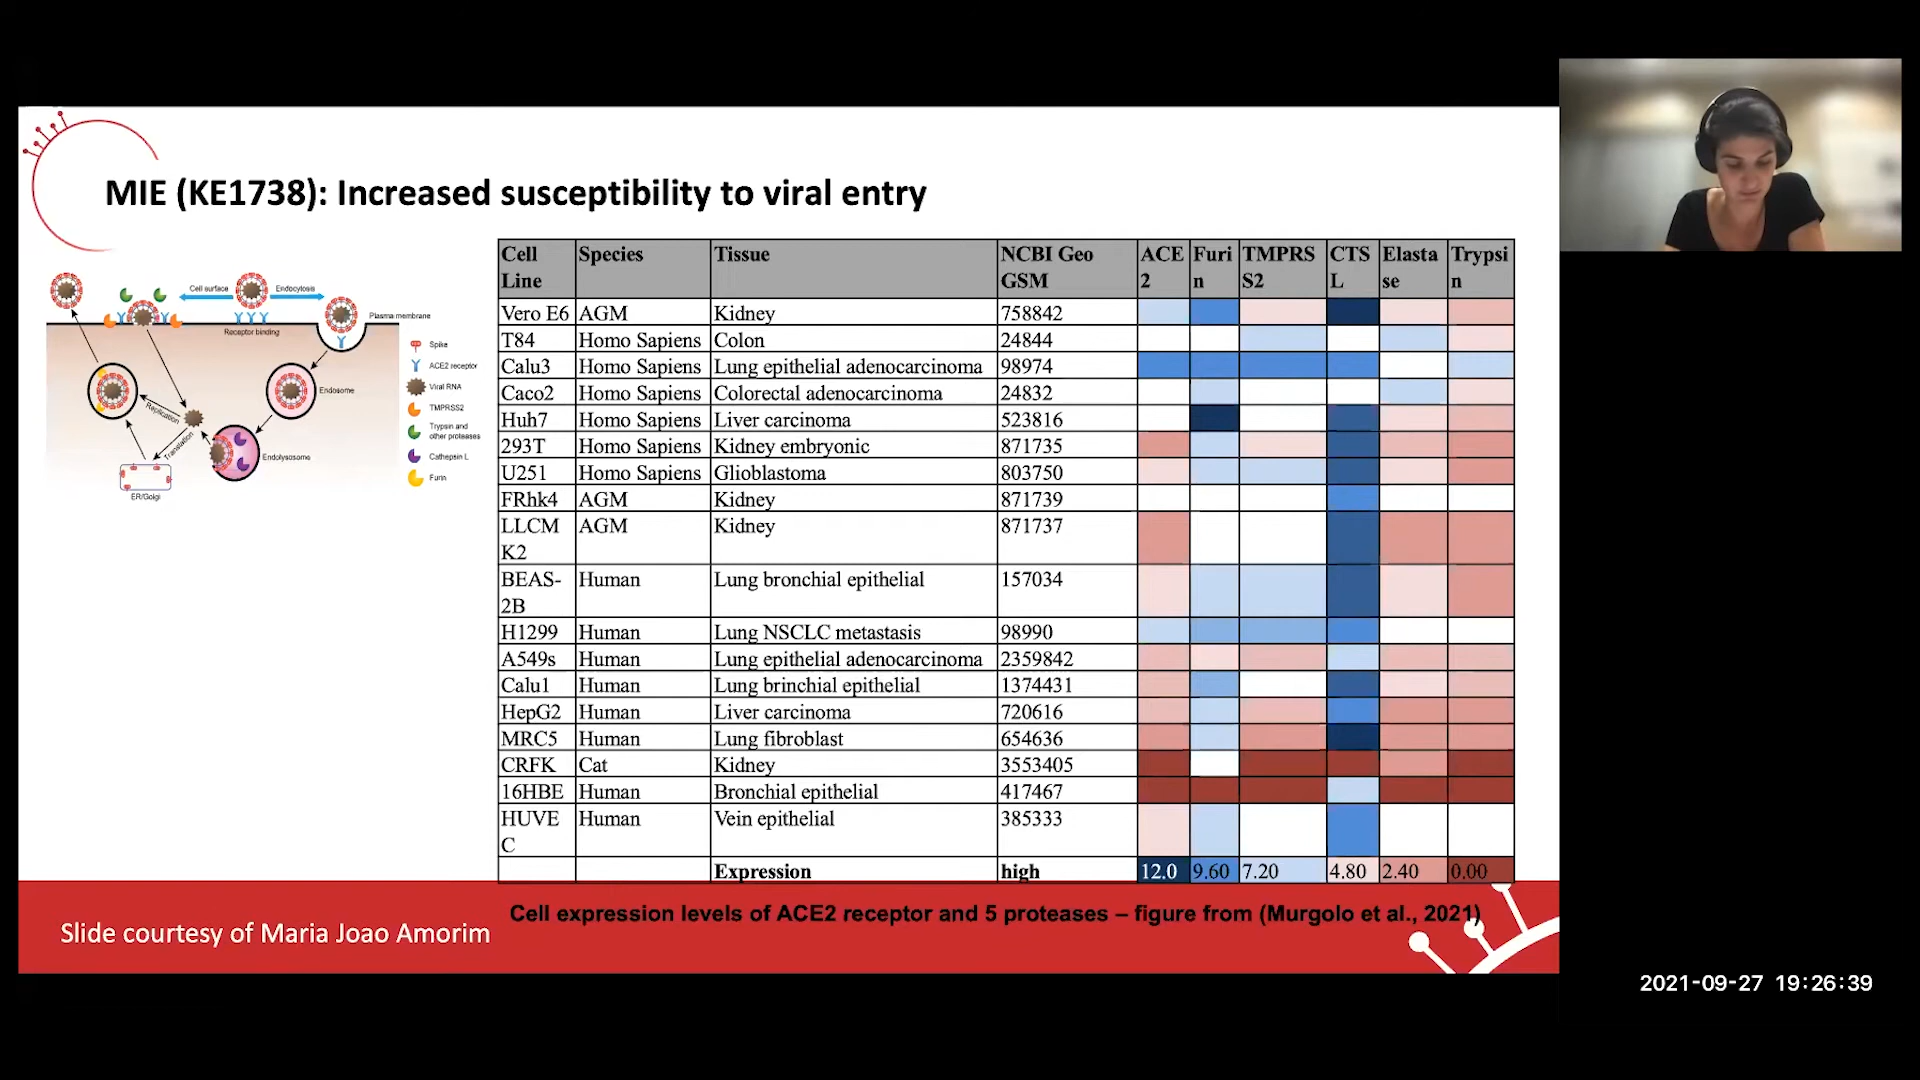 MIE (KE1738): Increased susceptibility to viral entry
Cell surface
Endocytosis
Plasma membrane
Receptor binding
Spike
ACE2 receptor
Viral RNA
TMPRSS2
Trypsin and
other proteases
Cathepsin L
Furin
Endosome
Replication
Translation
Endolysosome
ER/Golgi
Cell Line Species Tissue NCBI Geo GSM ACE2 Furin TMPRSS2 CTSL Elastase Trypsin
Vero E6 AGM Kidney 758842
T84 Homo Sapiens Colon 24844
Calu3 Homo Sapiens Lung epithelial adenocarcinoma 98974
Caco2 Homo Sapiens Colorectal adenocarcinoma 24832
Huh7 Homo Sapiens Liver carcinoma 523816
293T Homo Sapiens Kidney embryonic 871735
U251 Homo Sapiens Glioblastoma 803750
FRhk4 AGM Kidney 871739
LLCMK2 AGM Kidney 871737
BEAS-2B Human Lung bronchial epithelial 157034
H1299 Human Lung NSCLC metastasis 98990
A549s Human Lung epithelial adenocarcinoma 2359842
Calu1 Human Lung brinchial epithelial 1374431
HepG2 Human Liver carcinoma 720616
MRC5 Human Lung fibroblast 654636
CRFK Cat Kidney 3553405
16HBE Human Bronchial epithelial 417467
HUVEC Human Vein epithelial 385333
Expression high 12.0 9.60 7.20 4.80 2.40 0.00
Cell expression levels of ACE2 receptor and 5 proteases – figure from (Murgolo et al., 2021)
Slide courtesy of Maria Joao Amorim
2021-09-27 19:26:39